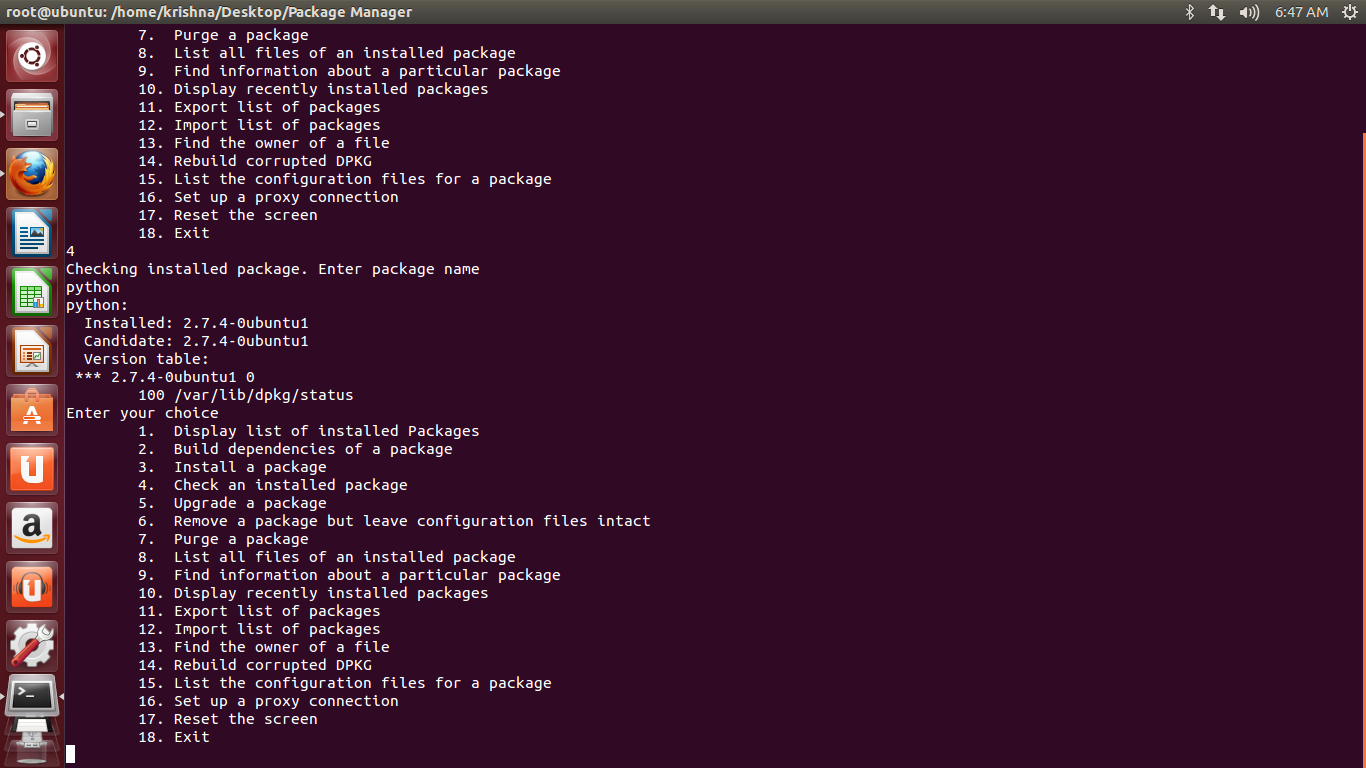 root@ubuntu: /home/krishna/Desktop/Package Manager
6:47 AM
7. Purge a package
8. List all files of an installed package
9. Find information about a particular package
10. Display recently installed packages
11. Export list of packages
12. Import list of packages
13. Find the owner of a file
14. Rebuild corrupted DPKG
15. List the configuration files for a package
16. Set up a proxy connection
17. Reset the screen
18. Exit
4
Checking installed package. Enter package name
python
python:
Installed: 2.7.4-0ubuntu1
Candidate: 2.7.4-0ubuntu1
Version table:
*** 2.7.4-0ubuntu1 0
100 /var/lib/dpkg/status
Enter your choice
1. Display list of installed Packages
2. Build dependencies of a package
3. Install a package
4. Check an installed package
5. Upgrade a package
6. Remove a package but leave configuration files intact
7. Purge a package
8. List all files of an installed package
9. Find information about a particular package
10. Display recently installed packages
11. Export list of packages
12. Import list of packages
13. Find the owner of a file
14. Rebuild corrupted DPKG
15. List the configuration files for a package
16. Set up a proxy connection
17. Reset the screen
18. Exit